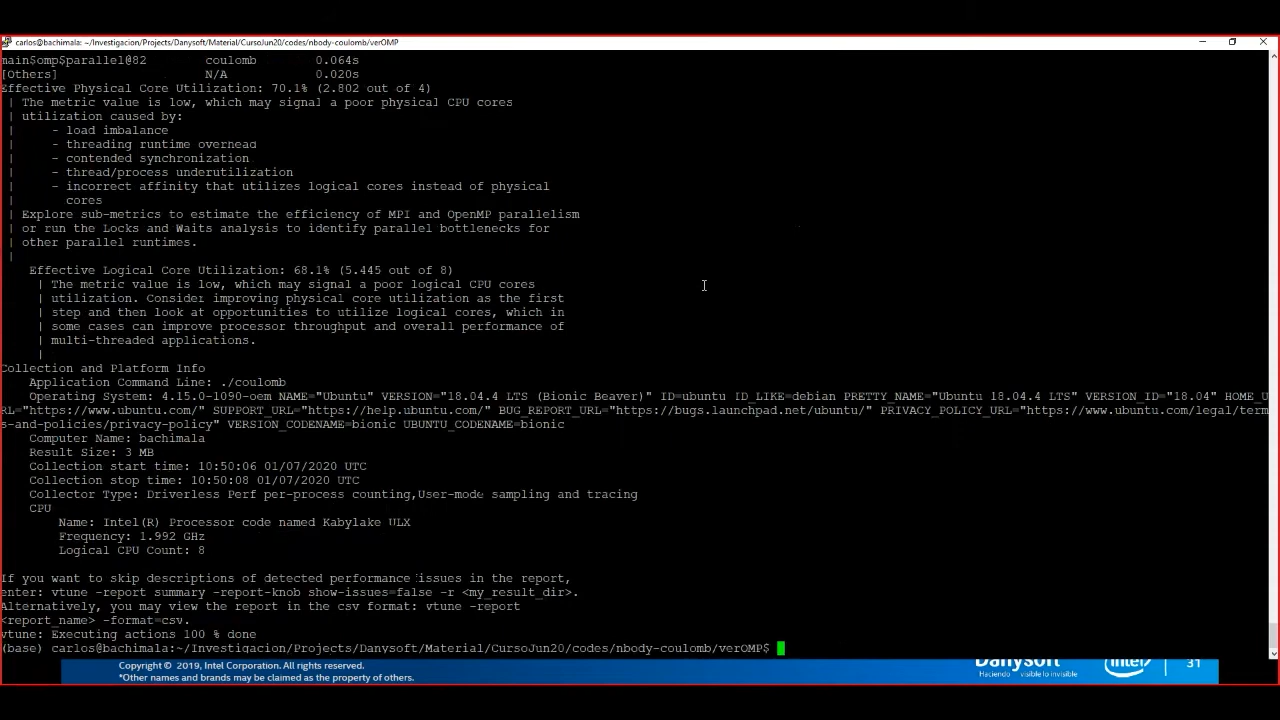 carlos@bachimala: ~/Investigacion/Projects/Danysoft/Material/CursoJun20/codes/nbody-coulomb/verOMP
main$omp$parallel@82 coulomb 0.064s
[Others] N/A 0.020s
Effective Physical Core Utilization: 70.1% (2.802 out of 4)
| The metric value is low, which may signal a poor physical CPU cores
| utilization caused by:
| - load imbalance
| - threading runtime overhead
| - contended synchronization
| - thread/process underutilization
| - incorrect affinity that utilizes logical cores instead of physical
| cores
| Explore sub-metrics to estimate the efficiency of MPI and OpenMP parallelism
| or run the Locks and Waits analysis to identify parallel bottlenecks for
| other parallel runtimes.
|
Effective Logical Core Utilization: 68.1% (5.445 out of 8)
| The metric value is low, which may signal a poor logical CPU cores
| utilization. Consider improving physical core utilization as the first
| step and then look at opportunities to utilize logical cores, which in
| some cases can improve processor throughput and overall performance of
| multi-threaded applications.
|
Collection and Platform Info
Application Command Line: ./coulomb
Operating System: 4.15.0-1090-oem NAME="Ubuntu" VERSION="18.04.4 LTS (Bionic Beaver)" ID=ubuntu ID_LIKE=debian PRETTY_NAME="Ubuntu 18.04.4 LTS" VERSION_ID="18.04" HOME_U
RL="https://www.ubuntu.com/" SUPPORT_URL="https://help.ubuntu.com/" BUG_REPORT_URL="https://bugs.launchpad.net/ubuntu/" PRIVACY_POLICY_URL="https://www.ubuntu.com/legal/term
s-and-policies/privacy-policy" VERSION_CODENAME=bionic UBUNTU_CODENAME=bionic
Computer Name: bachimala
Result Size: 3 MB
Collection start time: 10:50:06 01/07/2020 UTC
Collection stop time: 10:50:08 01/07/2020 UTC
Collector Type: Driverless Perf per-process counting,User-mode sampling and tracing
CPU
Name: Intel(R) Processor code named Kabylake ULX
Frequency: 1.992 GHz
Logical CPU Count: 8
If you want to skip descriptions of detected performance issues in the report,
enter: vtune -report summary -report-knob show-issues=false -r <my_result_dir>.
Alternatively, you may view the report in the csv format: vtune -report
<report_name> -format=csv.
vtune: Executing actions 100 % done
(base) carlos@bachimala:~/Investigacion/Projects/Danysoft/Material/CursoJun20/codes/nbody-coulomb/verOMP$
Copyright © 2019, Intel Corporation. All rights reserved.
*Other names and brands may be claimed as the property of others.
Danysoft
Haciendo visible lo invisible
intel
31